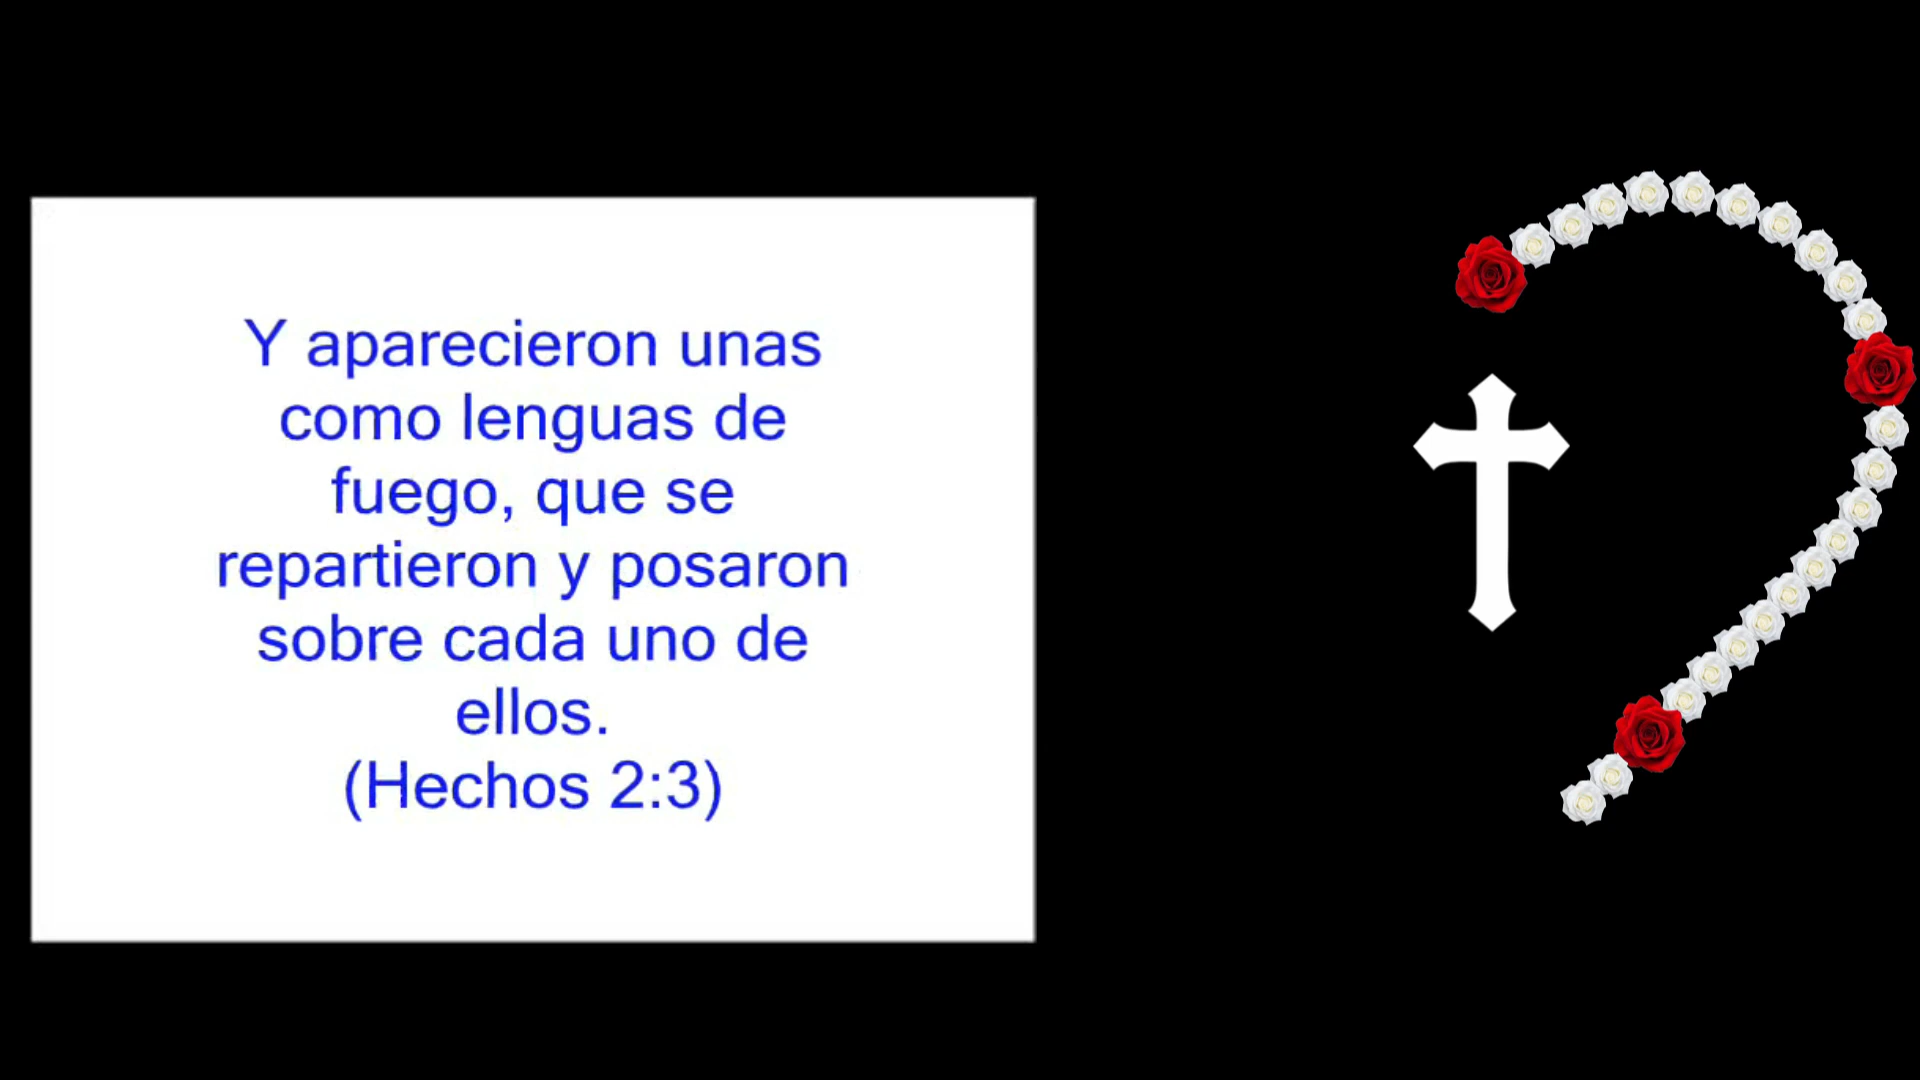 Y aparecieron unas
como lenguas de
fuego, que se
repartieron y posaron
sobre cada uno de
ellos.
(Hechos 2:3)